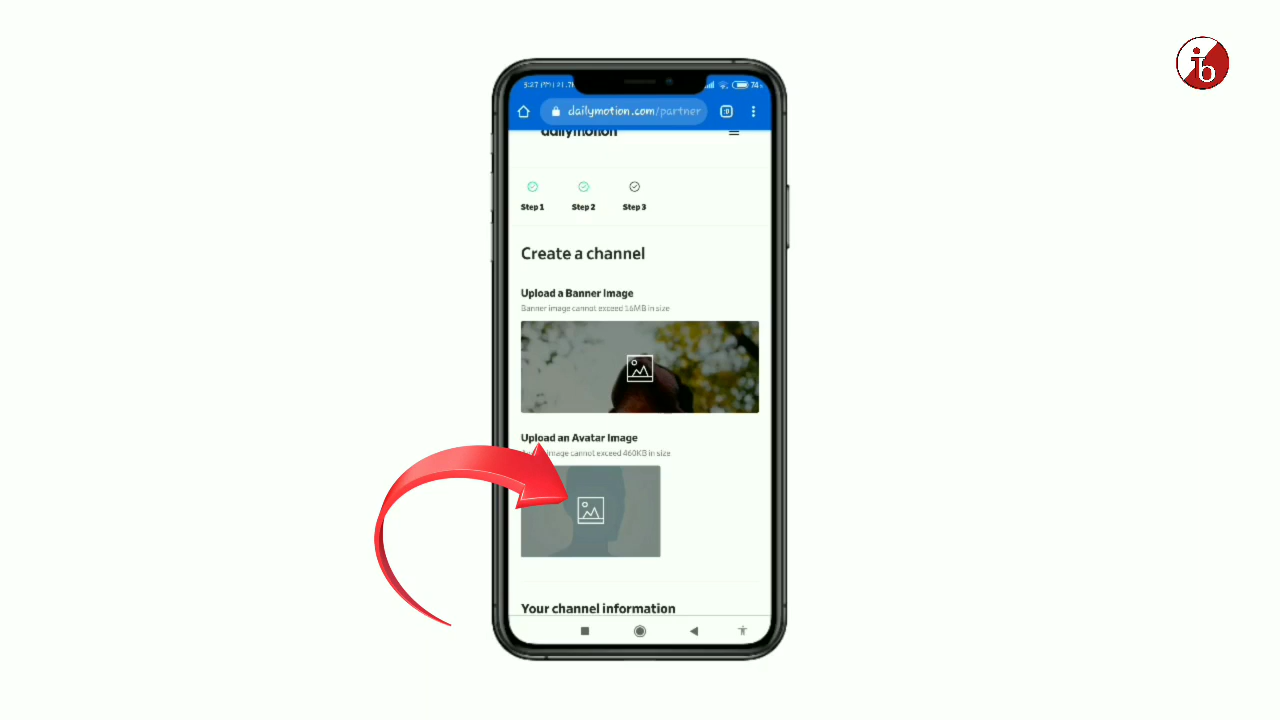 dailymotion.com/partner
dailymotion
Step 1 Step 2 Step 3
Create a channel
Upload a Banner Image
Banner image cannot exceed 16MB in size
Upload an Avatar Image
image cannot exceed 460KB in size
Your channel information